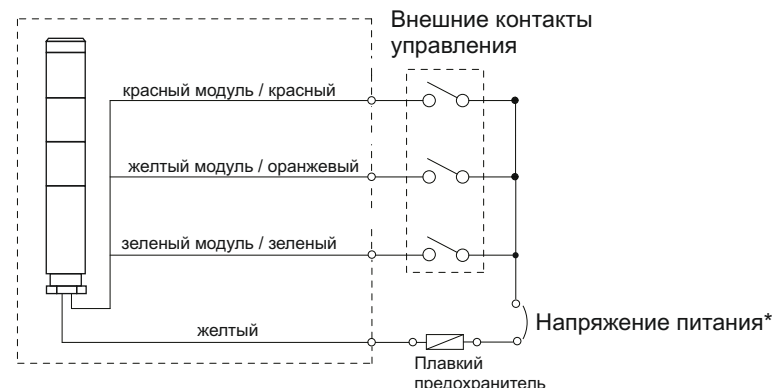 Внешние контакты
управления
красный модуль / красный
желтый модуль / оранжевый
зеленый модуль / зеленый
Напряжение питания*
желтый
Плавкий
предохранитель